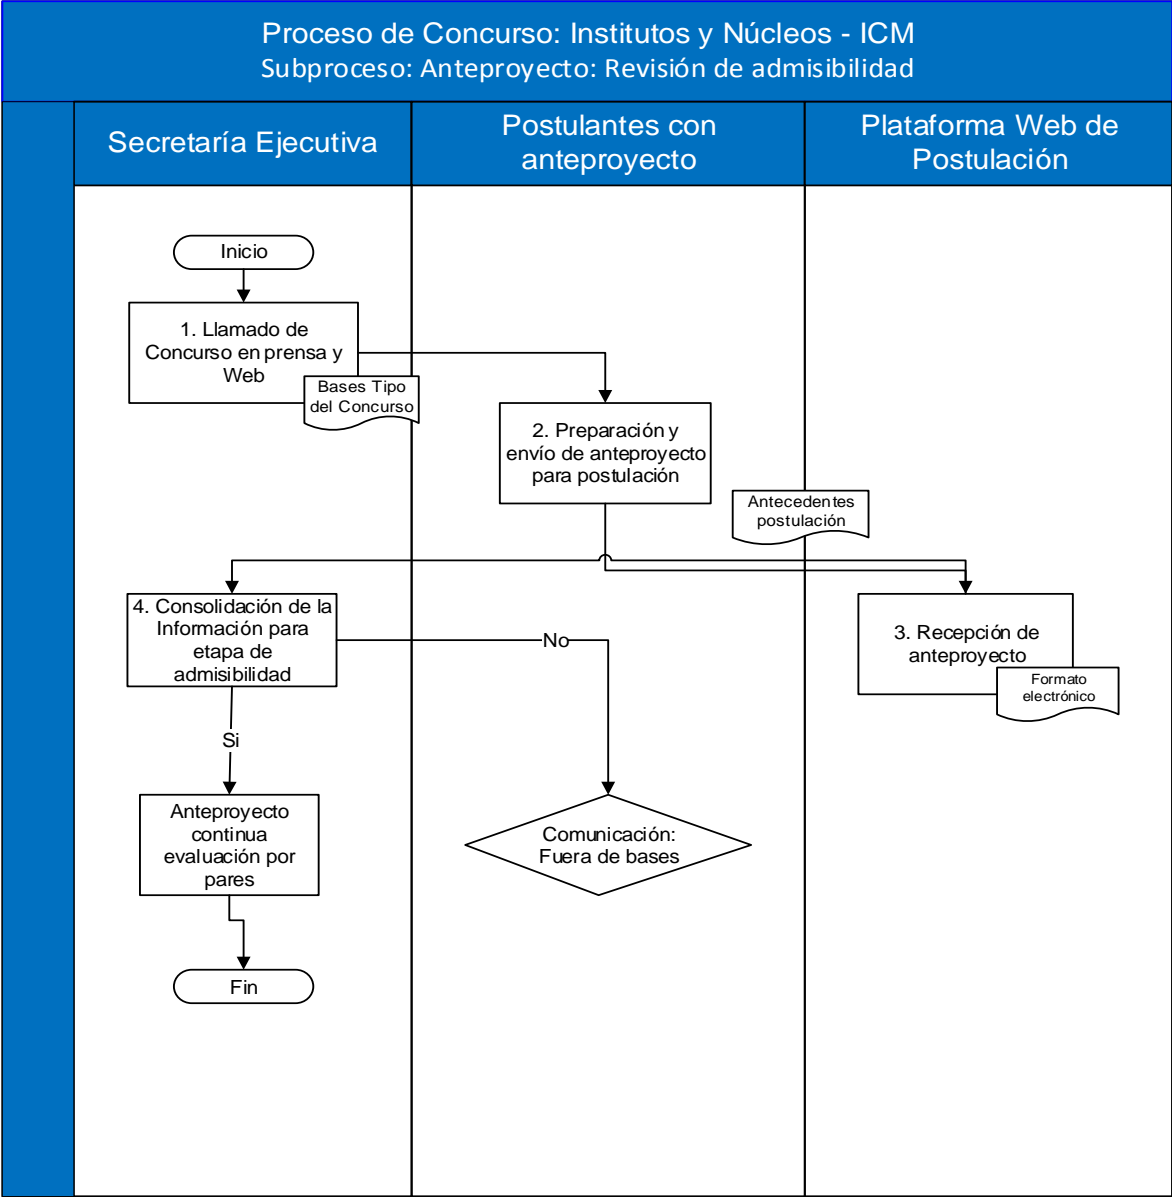 Proceso de Concurso: Institutos y Núcleos - ICM
Subproceso: Anteproyecto: Revisión de admisibilidad
Secretaría Ejecutiva
Postulantes con
anteproyecto
Plataforma Web de
Postulación
Inicio
1. Llamado de
Concurso en prensa y
Web
Bases Tipo
del Concurso
2. Preparación y
envío de anteproyecto
para postulación
Antecedentes
postulación
4. Consolidación de la
Información para
etapa de
admisibilidad
No
3. Recepción de
anteproyecto
Formato
electrónico
Si
Anteproyecto
continua
evaluación por
pares
Comunicación:
Fuera de bases
Fin